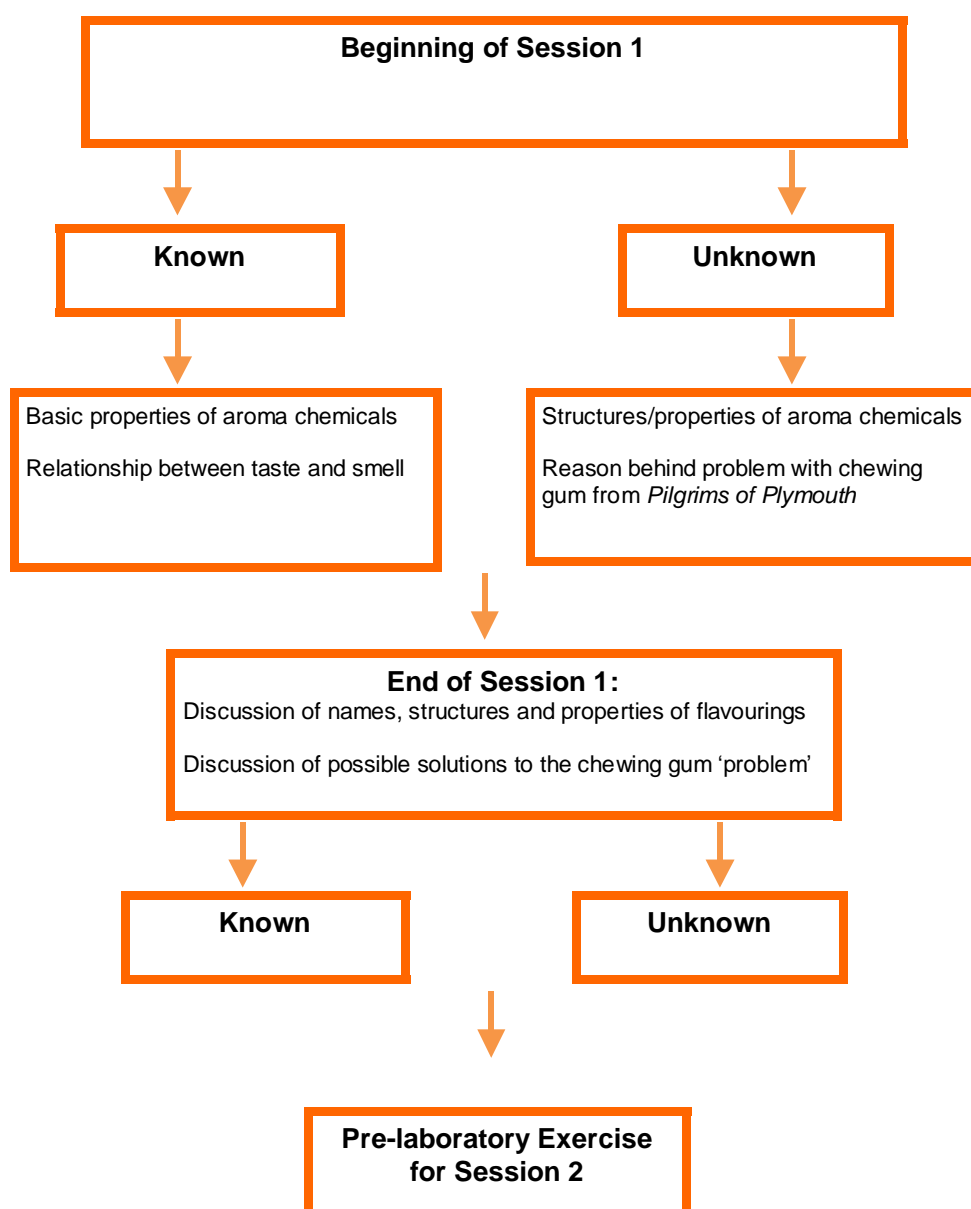 Beginning of Session 1
Known
Unknown
Basic properties of aroma chemicals
Relationship between taste and smell
Structures/properties of aroma chemicals
Reason behind problem with chewing
gum from Pilgrims of Plymouth
End of Session 1:
Discussion of names, structures and properties of flavourings
Discussion of possible solutions to the chewing gum ‘problem’
Known
Unknown
Pre-laboratory Exercise
for Session 2